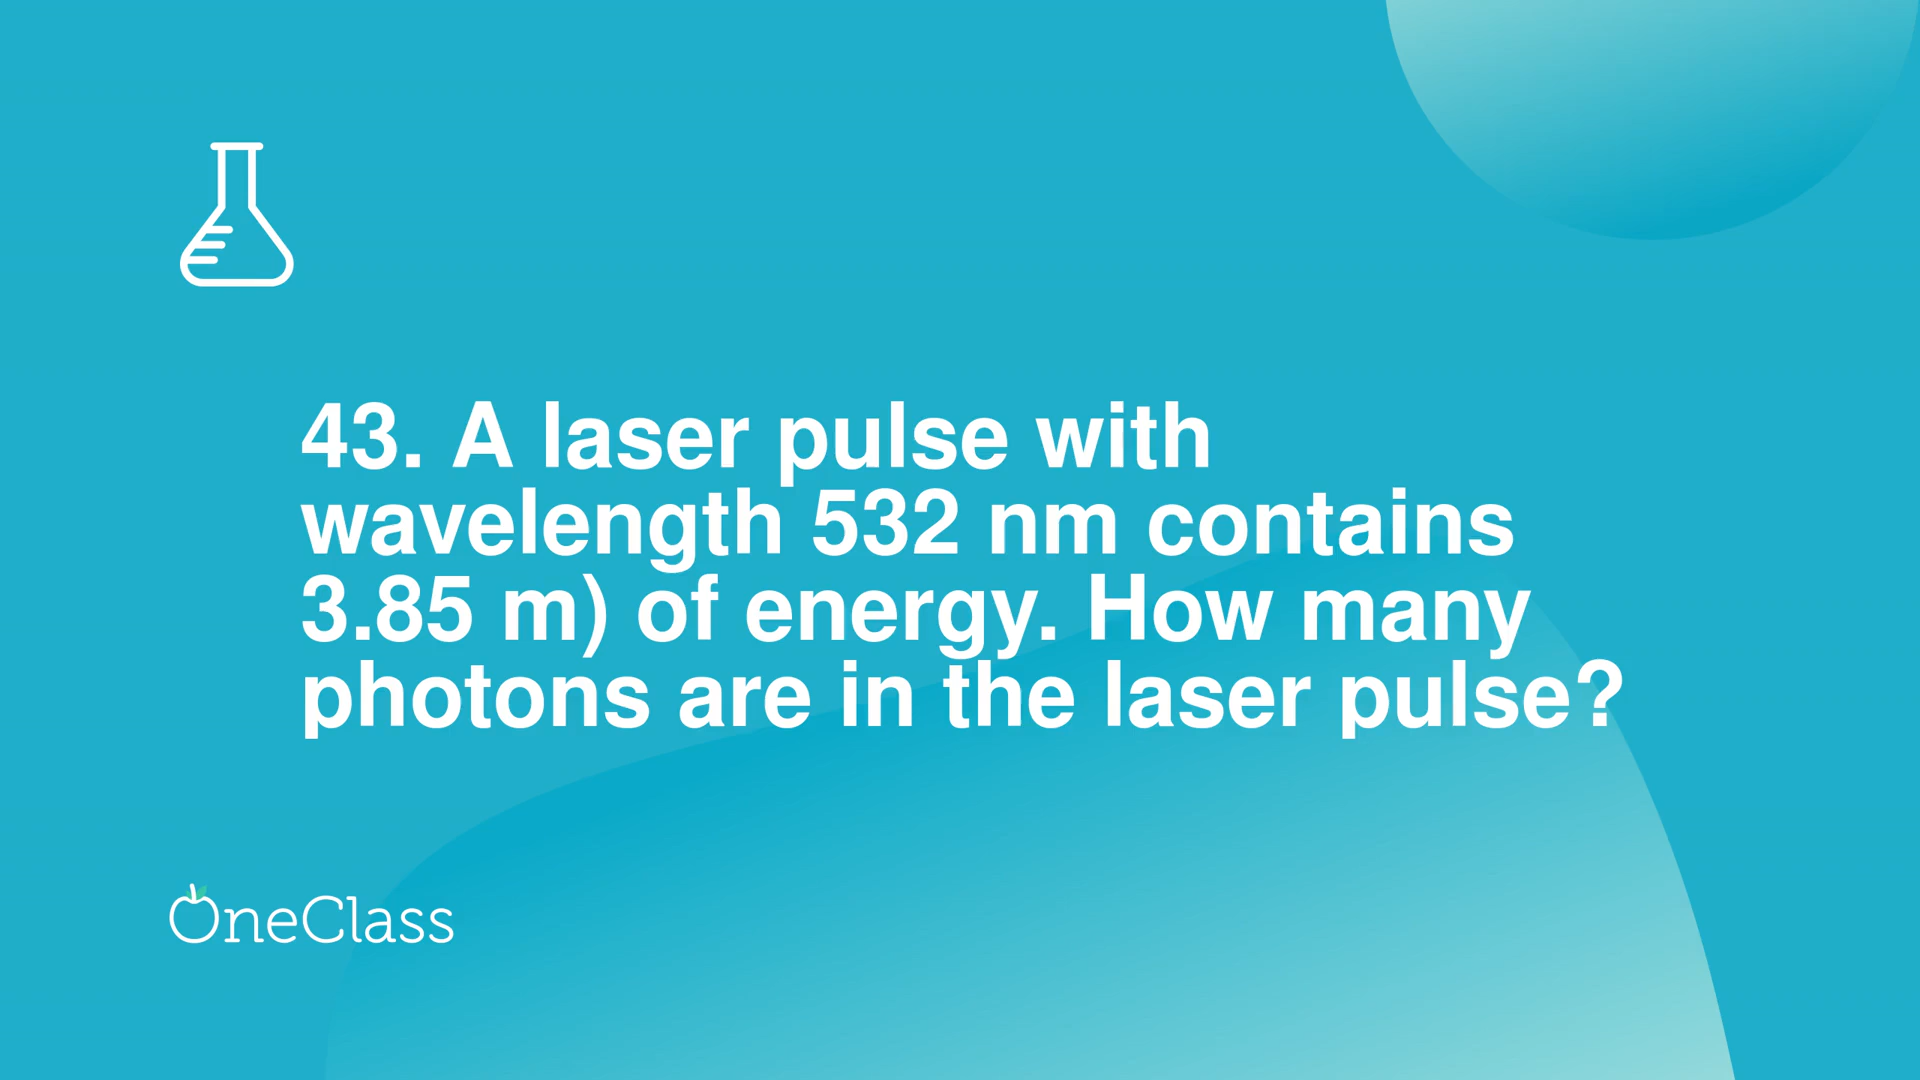 43. A laser pulse with
wavelength 532 nm contains
3.85 m) of energy. How many
photons are in the laser pulse?
OneClass